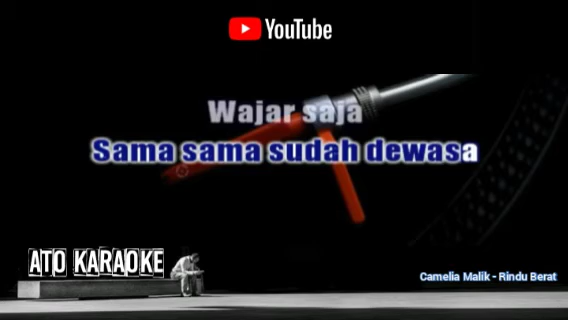 YouTube
Wajar saja
Sama sama sudah dewasa
ATO KARAOKE
Camelia Malik - Rindu Berat